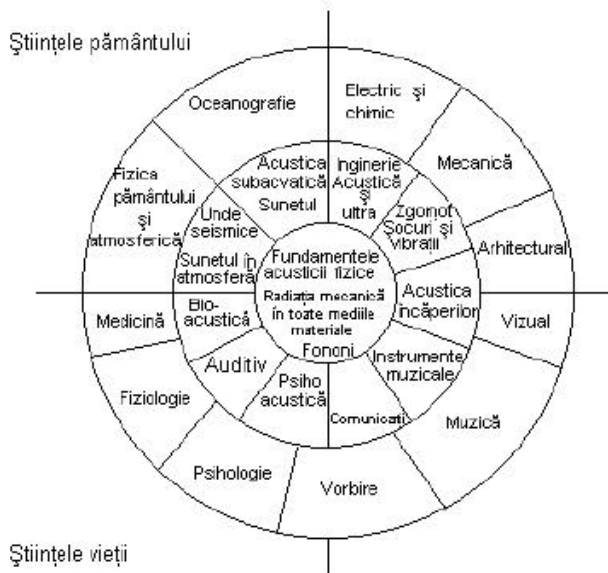 Ştiinţele pământului
Oceanografie
Electric şi
chimic
Mecanică
Arhitectural
Fizica
pământului
şi
atmosferică
Acustica
subacvatică
Sunetul
Inginerie
Acustică
şi
ultra
Zgomot
Şocuri şi
vibraţii
Unde
seismice
Sunetul în
atmosferă
Fundamentele
acusticii fizice
Radiaţia mecanică
în toate mediile
materiale
Fononi
Acustica
încăperilor
Vizual
Medicină
Bio-
acustică
Auditiv
Psiho
acustică
Comunicaţii
Instrumente
muzicale
Muzică
Fiziologie
Psihologie
Vorbire
Ştiinţele vieţii